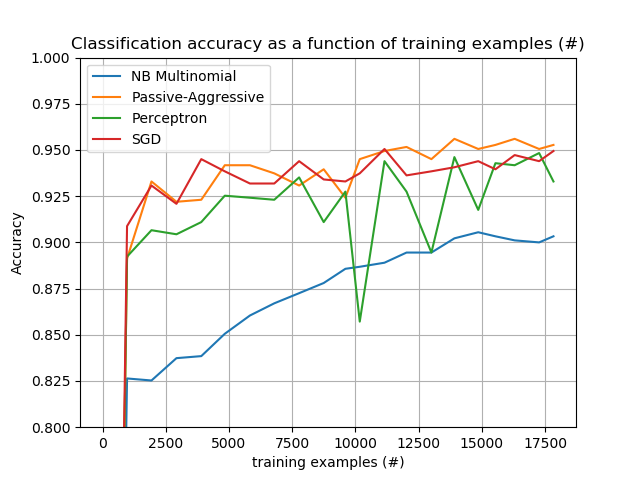 Classification accuracy as a function of training examples (#)
NB Multinomial
Passive-Aggressive
Perceptron
SGD
1.000
0.975
0.950
0.925
0.900
0.875
0.850
0.825
0.800
Accuracy
0 2500 5000 7500 10000 12500 15000 17500
training examples (#)